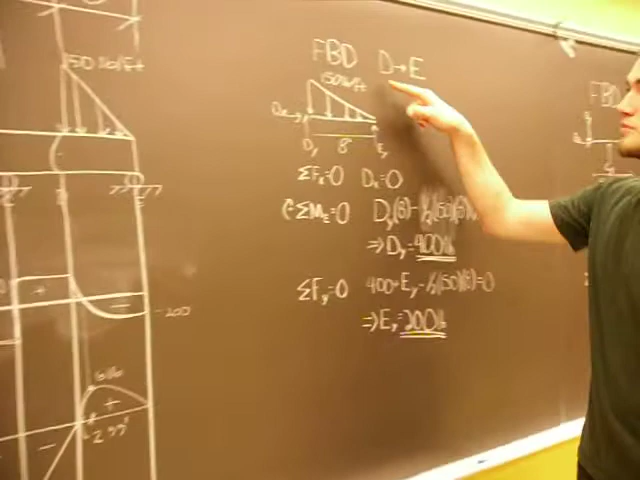 150 lb/ft
FBD D→E
150 lb/ft
Dx
Dy 8' Ey
ΣFx=0 Dx=0
ΣME=0 Dy(8)-½(150)(8)
⇒Dy=400 lb
ΣFy=0 400+Ey-½(150)(8)=0
⇒Ey=200 lb
+
-
-200
+
2.99'
-
FBD